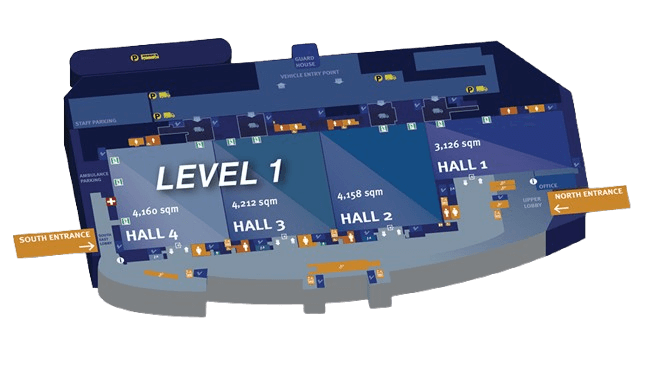 GUARD
HOUSE
VEHICLE ENTRY POINT
STAFF PARKING
AMBULANCE
PARKING
LEVEL 1
4,160 sqm
HALL 4
4,212 sqm
HALL 3
4,158 sqm
HALL 2
3,126 sqm
HALL 1
OFFICE
UPPER
LOBBY
NORTH ENTRANCE
SOUTH ENTRANCE